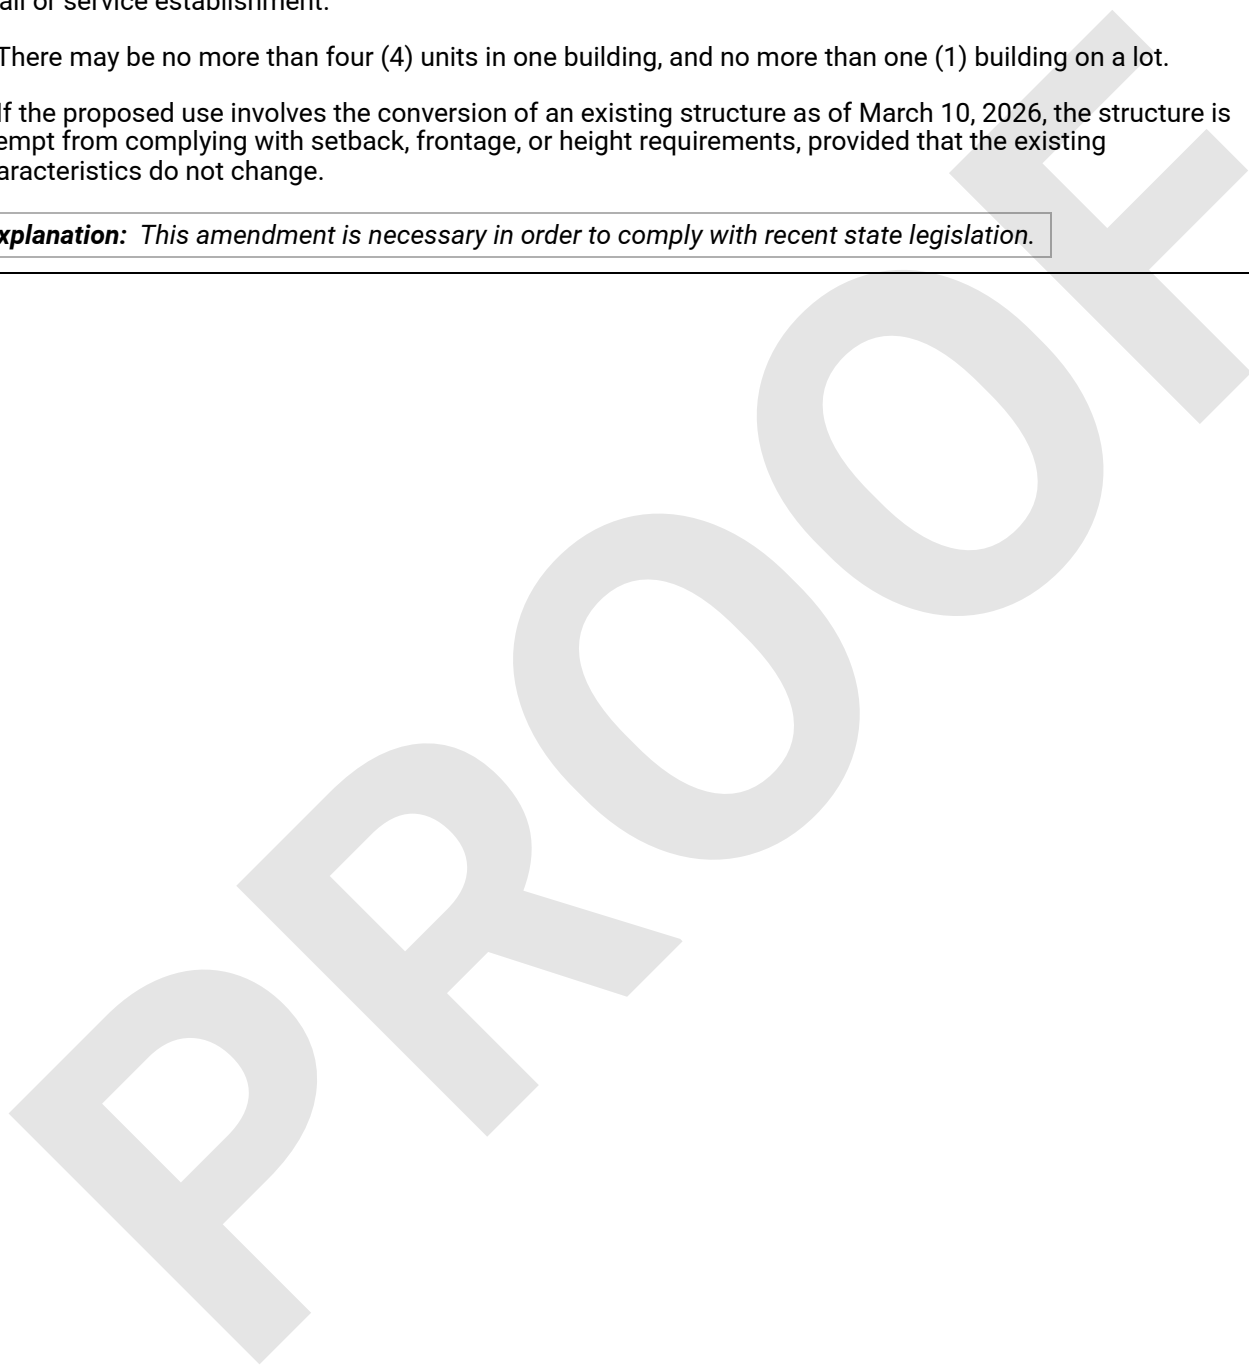 ail or service establishment.
There may be no more than four (4) units in one building, and no more than one (1) building on a lot.
If the proposed use involves the conversion of an existing structure as of March 10, 2026, the structure is
empt from complying with setback, frontage, or height requirements, provided that the existing
aracteristics do not change.
xplanation: This amendment is necessary in order to comply with recent state legislation.
PROOF